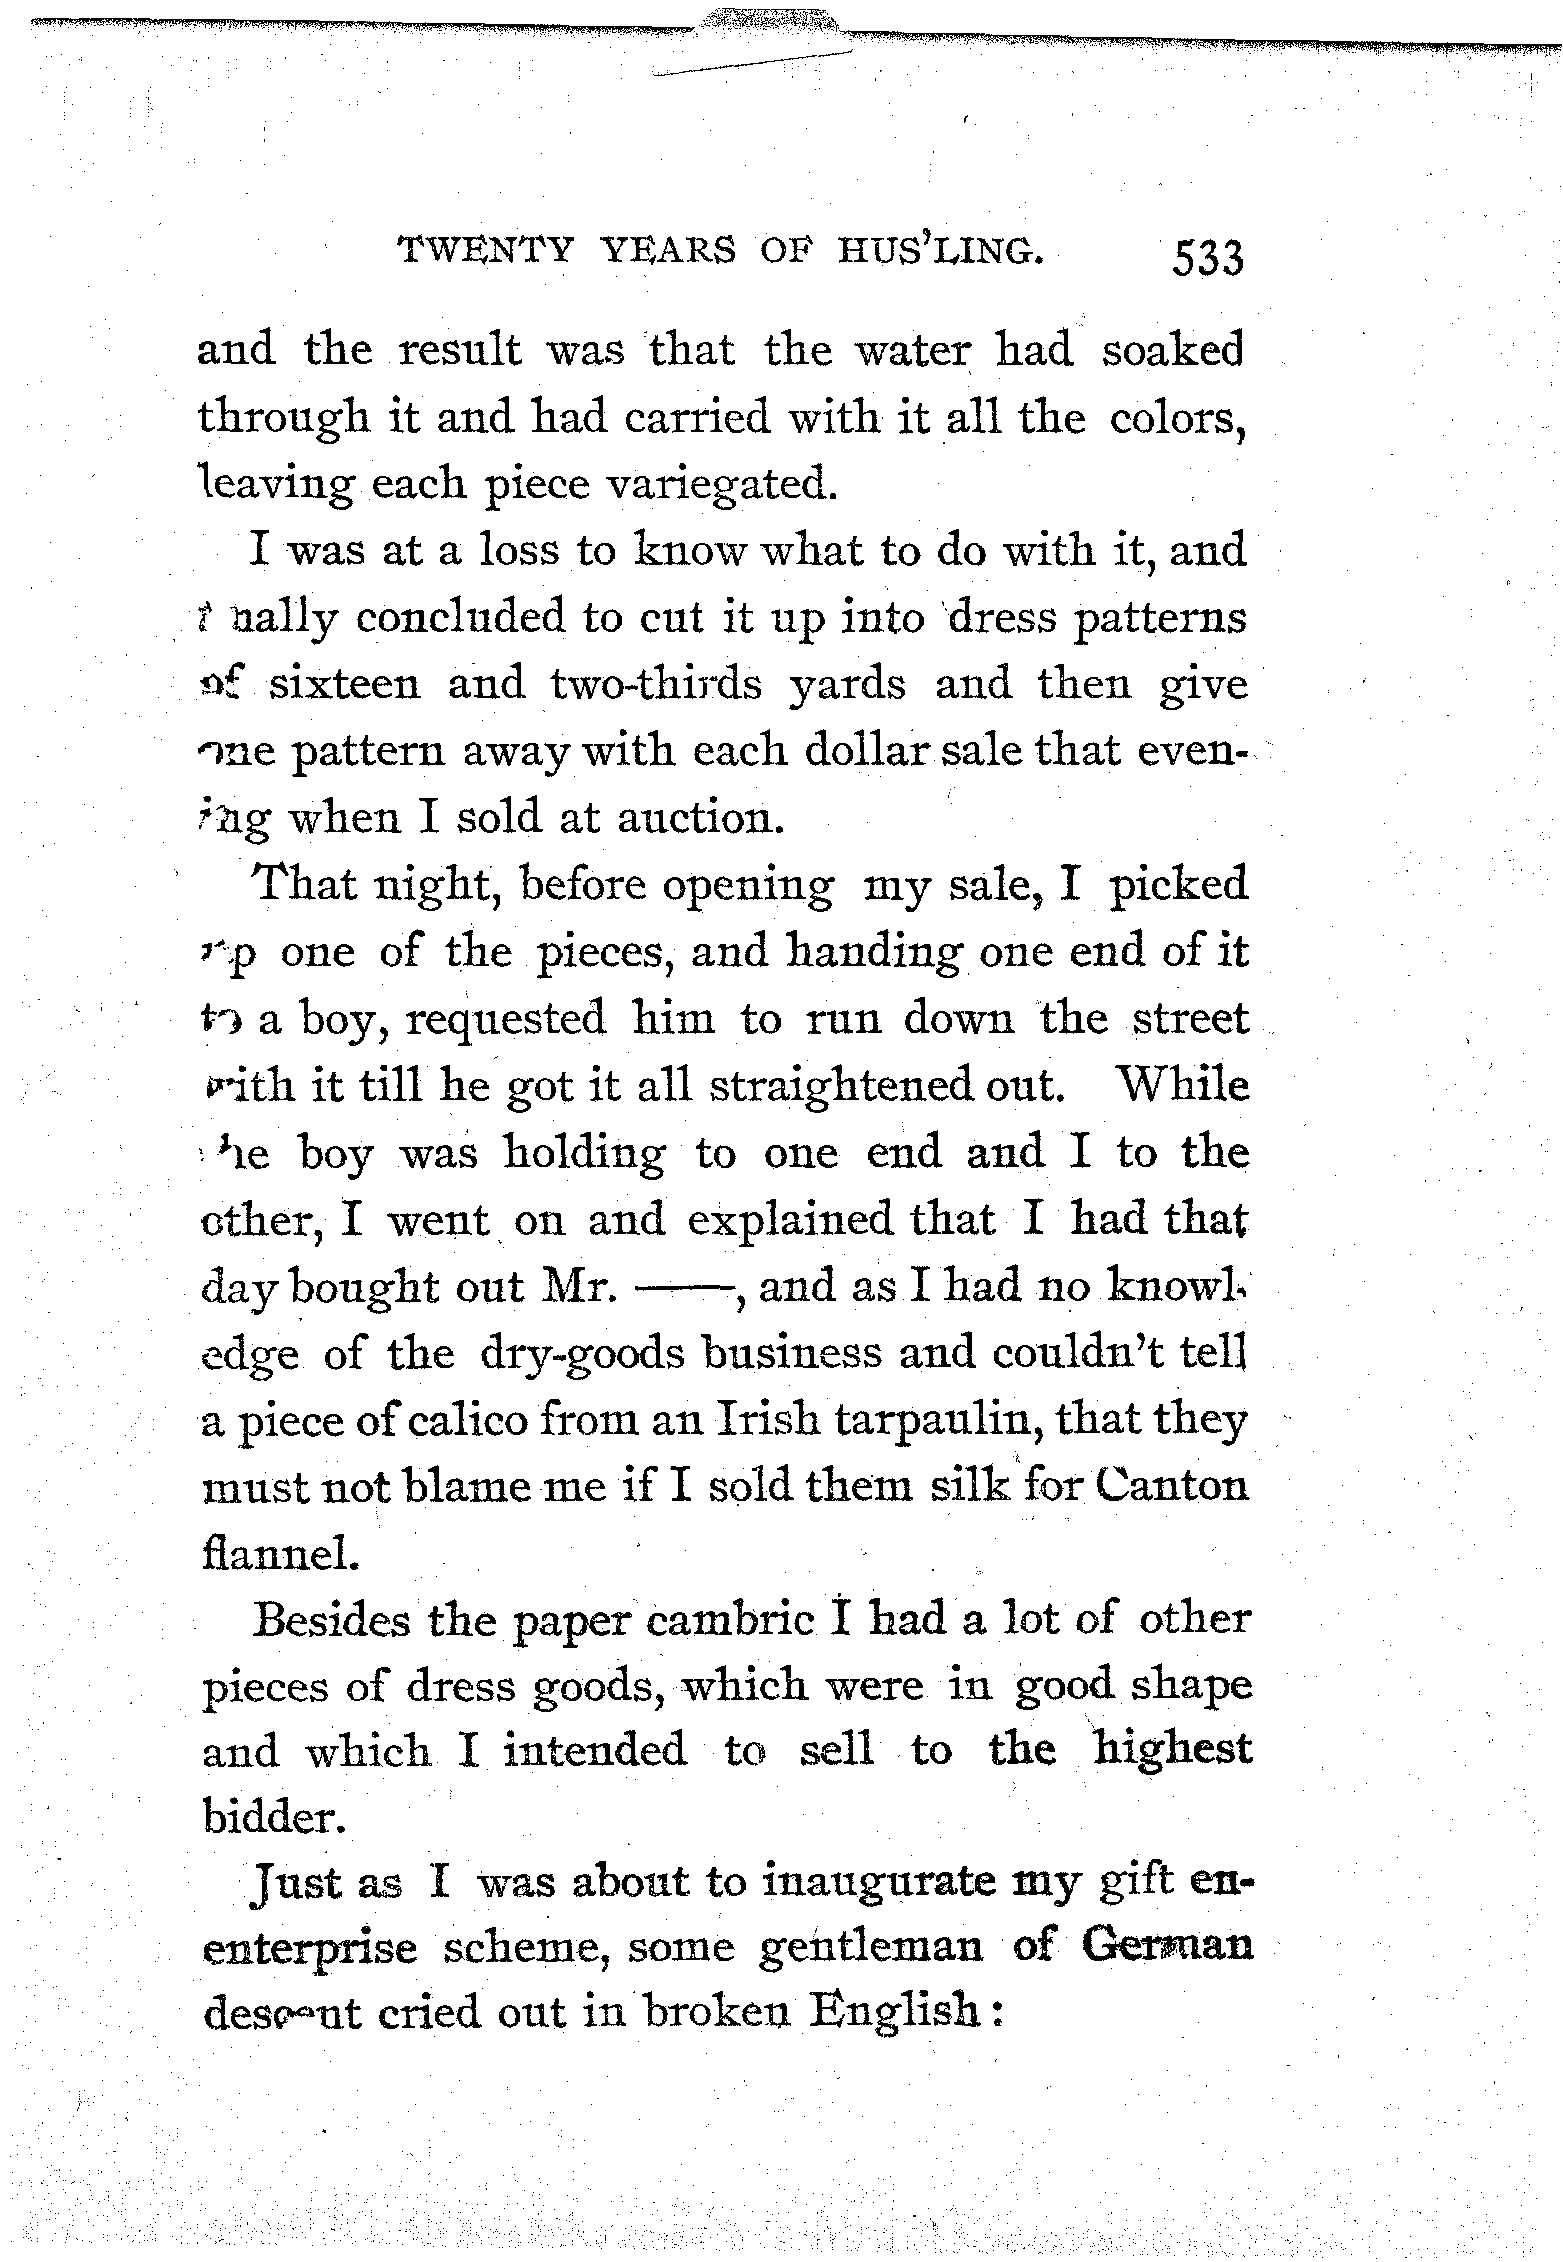 TWENTY YEARS OF HUS'LING. 533
and the result was that the water had soaked
through it and had carried with it all the colors,
leaving each piece variegated.
I was at a loss to know what to do with it, and
finally concluded to cut it up into dress patterns
of sixteen and two-thirds yards and then give
one pattern away with each dollar sale that even-
ing when I sold at auction.
That night, before opening my sale, I picked
up one of the pieces, and handing one end of it
to a boy, requested him to run down the street
with it till he got it all straightened out. While
the boy was holding to one end and I to the
other, I went on and explained that I had that
day bought out Mr. ——, and as I had no knowl-
edge of the dry-goods business and couldn't tell
a piece of calico from an Irish tarpaulin, that they
must not blame me if I sold them silk for Canton
flannel.
Besides the paper cambric I had a lot of other
pieces of dress goods, which were in good shape
and which I intended to sell to the highest
bidder.
Just as I was about to inaugurate my gift en-
enterprise scheme, some gentleman of German
descent cried out in broken English: